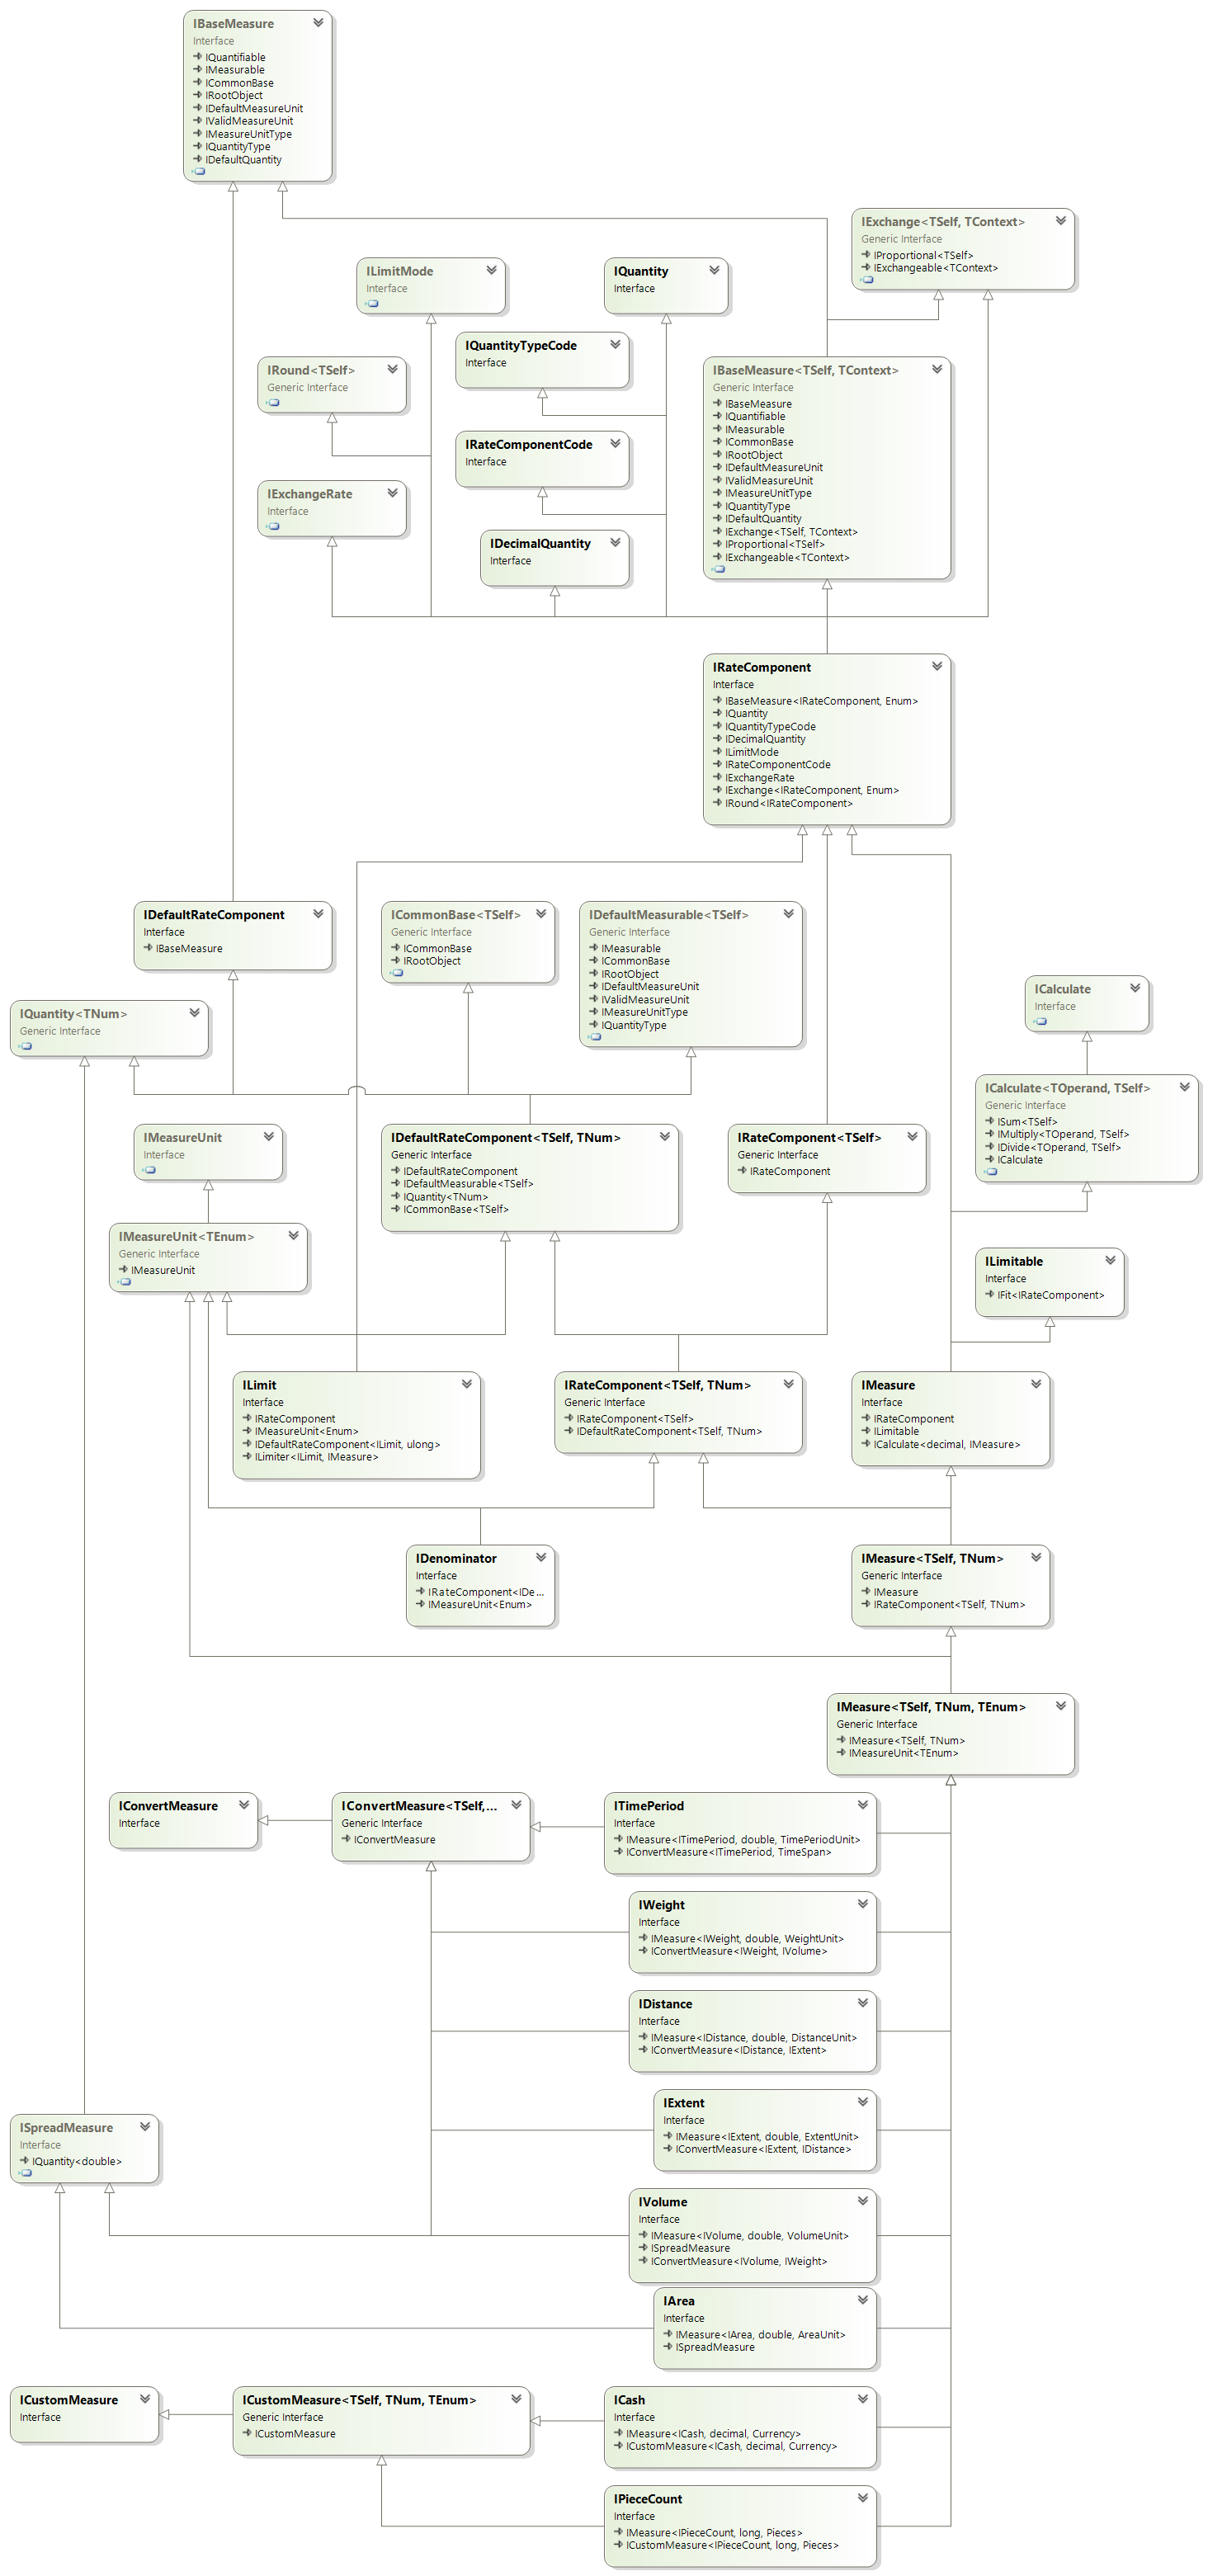 IBaseMeasure
Interface
IQuantifiable
IMeasurable
ICommonBase
IRootObject
IDefaultMeasureUnit
IValidMeasureUnit
IMeasureUnitType
IQuantityType
IDefaultQuantity
IExchange<TSelf, TContext>
Generic Interface
IProportional<TSelf>
IExchangeable<TContext>
ILimitMode
Interface
IQuantity
Interface
IQuantityTypeCode
Interface
IRound<TSelf>
Generic Interface
IBaseMeasure<TSelf, TContext>
Generic Interface
IBaseMeasure
IQuantifiable
IMeasurable
ICommonBase
IRootObject
IDefaultMeasureUnit
IValidMeasureUnit
IMeasureUnitType
IQuantityType
IDefaultQuantity
IExchange<TSelf, TContext>
IProportional<TSelf>
IExchangeable<TContext>
IRateComponentCode
Interface
IExchangeRate
Interface
IDecimalQuantity
Interface
IRateComponent
Interface
IBaseMeasure<IRateComponent, Enum>
IQuantity
IQuantityTypeCode
IDecimalQuantity
ILimitMode
IRateComponentCode
IExchangeRate
IExchange<IRateComponent, Enum>
IRound<IRateComponent>
IDefaultRateComponent
Interface
IBaseMeasure
ICommonBase<TSelf>
Generic Interface
ICommonBase
IRootObject
IDefaultMeasurable<TSelf>
Generic Interface
IMeasurable
ICommonBase
IRootObject
IDefaultMeasureUnit
IValidMeasureUnit
IMeasureUnitType
IQuantityType
ICalculate
Interface
IQuantity<TNum>
Generic Interface
ICalculate<TOperand, TSelf>
Generic Interface
ISum<TSelf>
IMultiply<TOperand, TSelf>
IDivide<TOperand, TSelf>
ICalculate
IMeasureUnit
Interface
IDefaultRateComponent<TSelf, TNum>
Generic Interface
IDefaultRateComponent
IDefaultMeasurable<TSelf>
IQuantity<TNum>
ICommonBase<TSelf>
IRateComponent<TSelf>
Generic Interface
IRateComponent
IMeasureUnit<TEnum>
Generic Interface
IMeasureUnit
ILimitable
Interface
IFit<IRateComponent>
ILimit
Interface
IRateComponent
IMeasureUnit<Enum>
IDefaultRateComponent<ILimit, ulong>
ILimiter<ILimit, IMeasure>
IRateComponent<TSelf, TNum>
Generic Interface
IRateComponent<TSelf>
IDefaultRateComponent<TSelf, TNum>
IMeasure
Interface
IRateComponent
ILimitable
ICalculate<decimal, IMeasure>
IDenominator
Interface
IRateComponent<IDe...
IMeasureUnit<Enum>
IMeasure<TSelf, TNum>
Generic Interface
IMeasure
IRateComponent<TSelf, TNum>
IMeasure<TSelf, TNum, TEnum>
Generic Interface
IMeasure<TSelf, TNum>
IMeasureUnit<TEnum>
IConvertMeasure
Interface
IConvertMeasure<TSelf,...
Generic Interface
IConvertMeasure
ITimePeriod
Interface
IMeasure<ITimePeriod, double, TimePeriodUnit>
IConvertMeasure<ITimePeriod, TimeSpan>
IWeight
Interface
IMeasure<IWeight, double, WeightUnit>
IConvertMeasure<IWeight, IVolume>
IDistance
Interface
IMeasure<IDistance, double, DistanceUnit>
IConvertMeasure<IDistance, IExtent>
IExtent
Interface
IMeasure<IExtent, double, ExtentUnit>
IConvertMeasure<IExtent, IDistance>
ISpreadMeasure
Interface
IQuantity<double>
IVolume
Interface
IMeasure<IVolume, double, VolumeUnit>
ISpreadMeasure
IConvertMeasure<IVolume, IWeight>
IArea
Interface
IMeasure<IArea, double, AreaUnit>
ISpreadMeasure
ICustomMeasure
Interface
ICustomMeasure<TSelf, TNum, TEnum>
Generic Interface
ICustomMeasure
ICash
Interface
IMeasure<ICash, decimal, Currency>
ICustomMeasure<ICash, decimal, Currency>
IPieceCount
Interface
IMeasure<IPieceCount, long, Pieces>
ICustomMeasure<IPieceCount, long, Pieces>